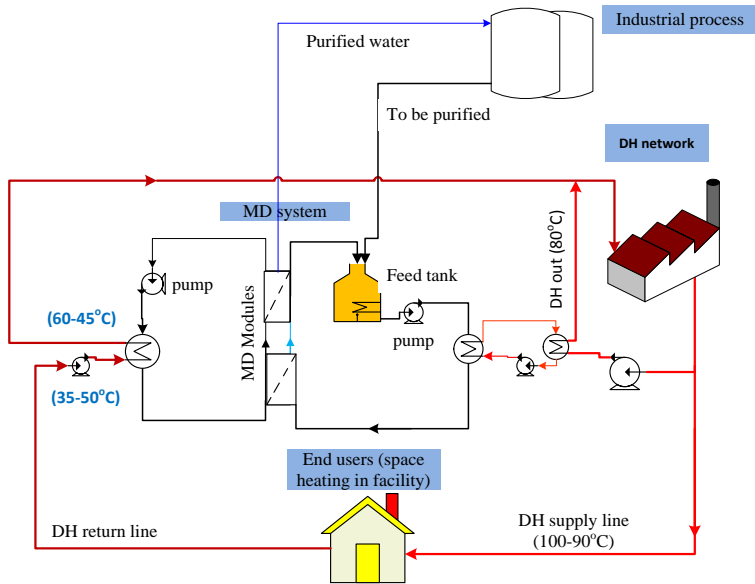 Industrial process
Purified water
To be purified
DH network
MD system
DH out (80°C)
Feed tank
pump
MD Modules
pump
(60-45°C)
(35-50°C)
End users (space
heating in facility)
DH return line
DH supply line
(100-90°C)